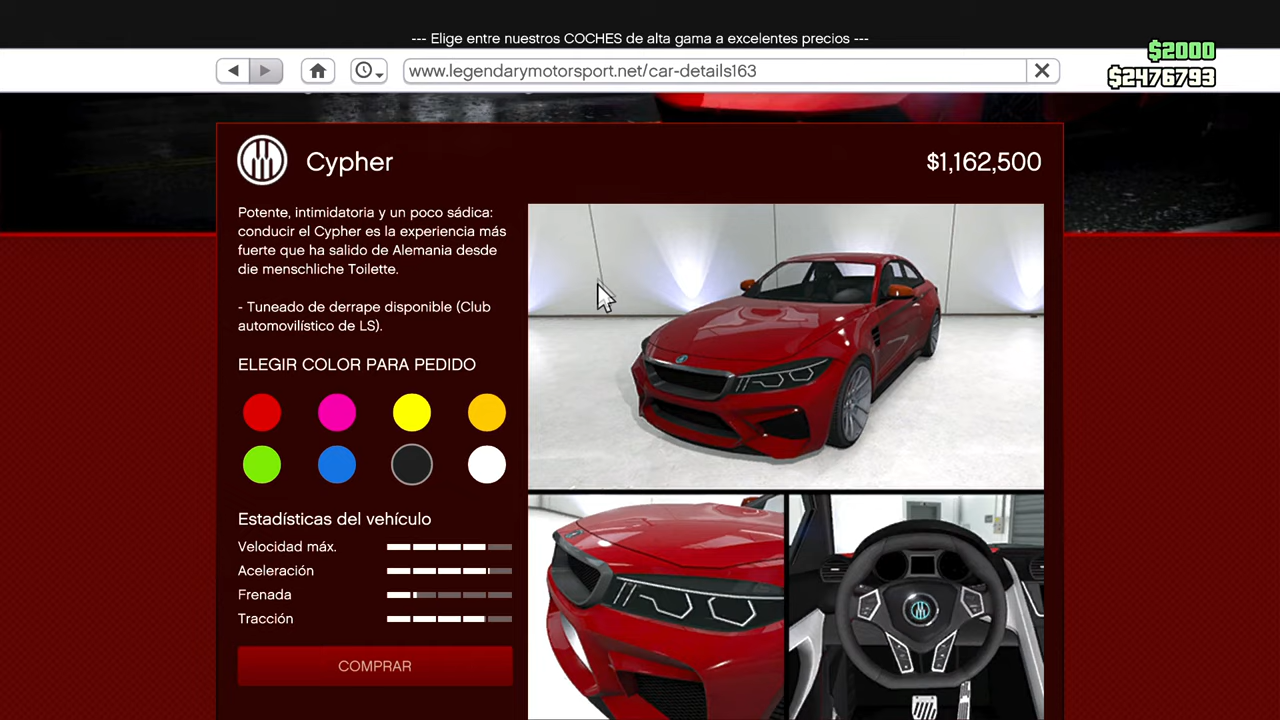 --- Elige entre nuestros COCHES de alta gama a excelentes precios ---
$2000
www.legendarymotorsport.net/car-details163
$2476793
Cypher
$1,162,500
Potente, intimidatoria y un poco sádica:
conducir el Cypher es la experiencia más
fuerte que ha salido de Alemania desde
die menschliche Toilette.
- Tuneado de derrape disponible (Club
automovilístico de LS).
ELEGIR COLOR PARA PEDIDO
Estadísticas del vehículo
Velocidad máx.
Aceleración
Frenada
Tracción
COMPRAR